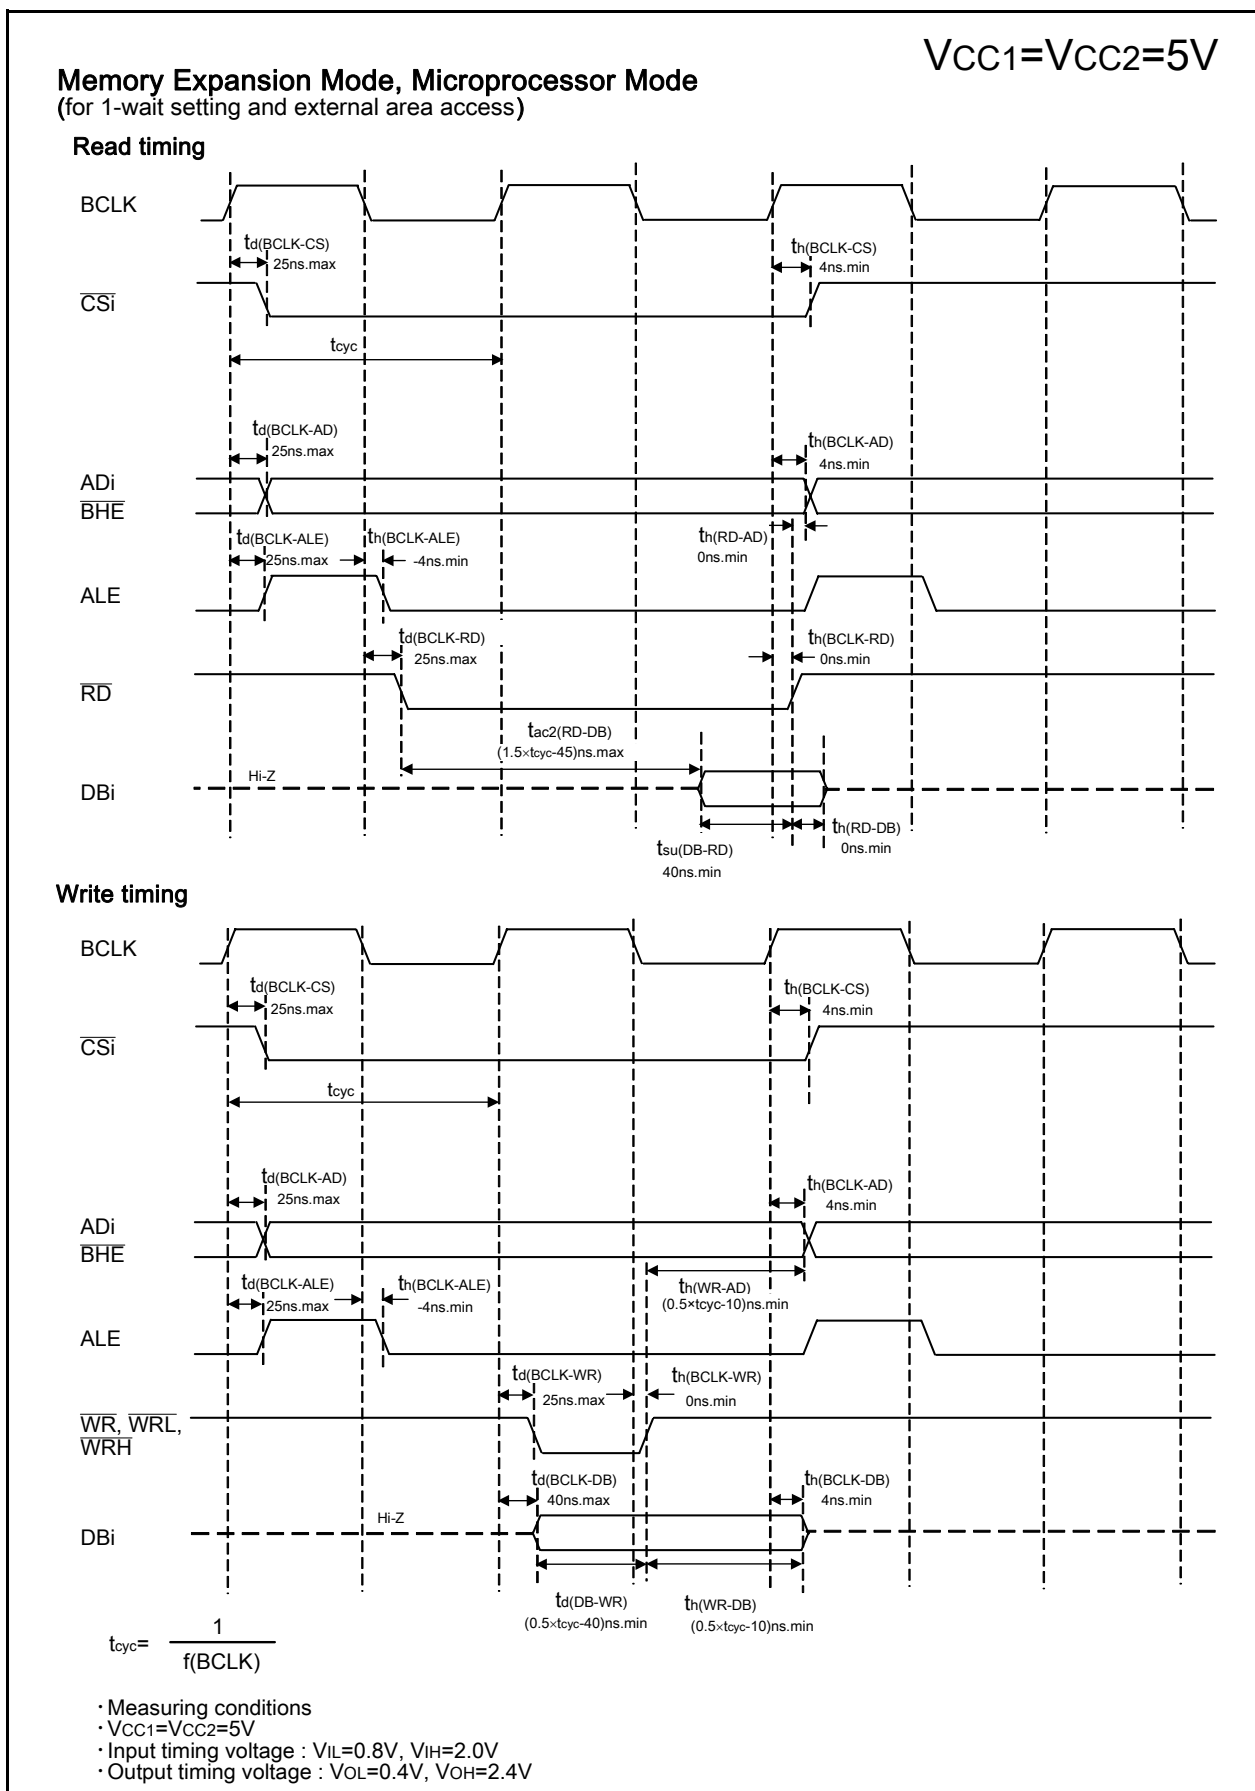 VCC1=VCC2=5V
Memory Expansion Mode, Microprocessor Mode
(for 1-wait setting and external area access)
Read timing
BCLK
td(BCLK-CS)
25ns.max
th(BCLK-CS)
4ns.min
CSi
tcyc
td(BCLK-AD)
25ns.max
th(BCLK-AD)
4ns.min
ADi
BHE
td(BCLK-ALE)
25ns.max
th(BCLK-ALE)
-4ns.min
th(RD-AD)
0ns.min
ALE
td(BCLK-RD)
25ns.max
th(BCLK-RD)
0ns.min
RD
tac2(RD-DB)
(1.5×tcyc-45)ns.max
Hi-Z
DBi
tsu(DB-RD)
40ns.min
th(RD-DB)
0ns.min
Write timing
BCLK
td(BCLK-CS)
25ns.max
th(BCLK-CS)
4ns.min
CSi
tcyc
td(BCLK-AD)
25ns.max
th(BCLK-AD)
4ns.min
ADi
BHE
td(BCLK-ALE)
25ns.max
th(BCLK-ALE)
-4ns.min
th(WR-AD)
(0.5×tcyc-10)ns.min
ALE
td(BCLK-WR)
25ns.max
th(BCLK-WR)
0ns.min
WR, WRL,
WRH
td(BCLK-DB)
40ns.max
th(BCLK-DB)
4ns.min
Hi-Z
DBi
td(DB-WR)
(0.5×tcyc-40)ns.min
th(WR-DB)
(0.5×tcyc-10)ns.min
tcyc= 1
f(BCLK)
・Measuring conditions
・VCC1=VCC2=5V
・Input timing voltage : VIL=0.8V, VIH=2.0V
・Output timing voltage : VOL=0.4V, VOH=2.4V